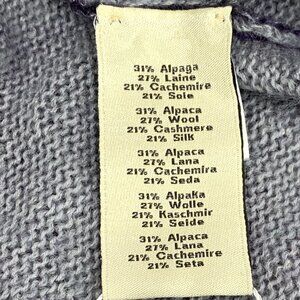 31% Alpaga
27% Laine
21% Cachemire
21% Soie
31% Alpaca
27% Wool
21% Cashmere
21% Silk
31% Alpaca
27% Lana
21% Cachemira
21% Seda
31% Alpaka
27% Wolle
21% Kaschmir
21% Seide
31% Alpaca
27% Lana
21% Cachemire
21% Seta